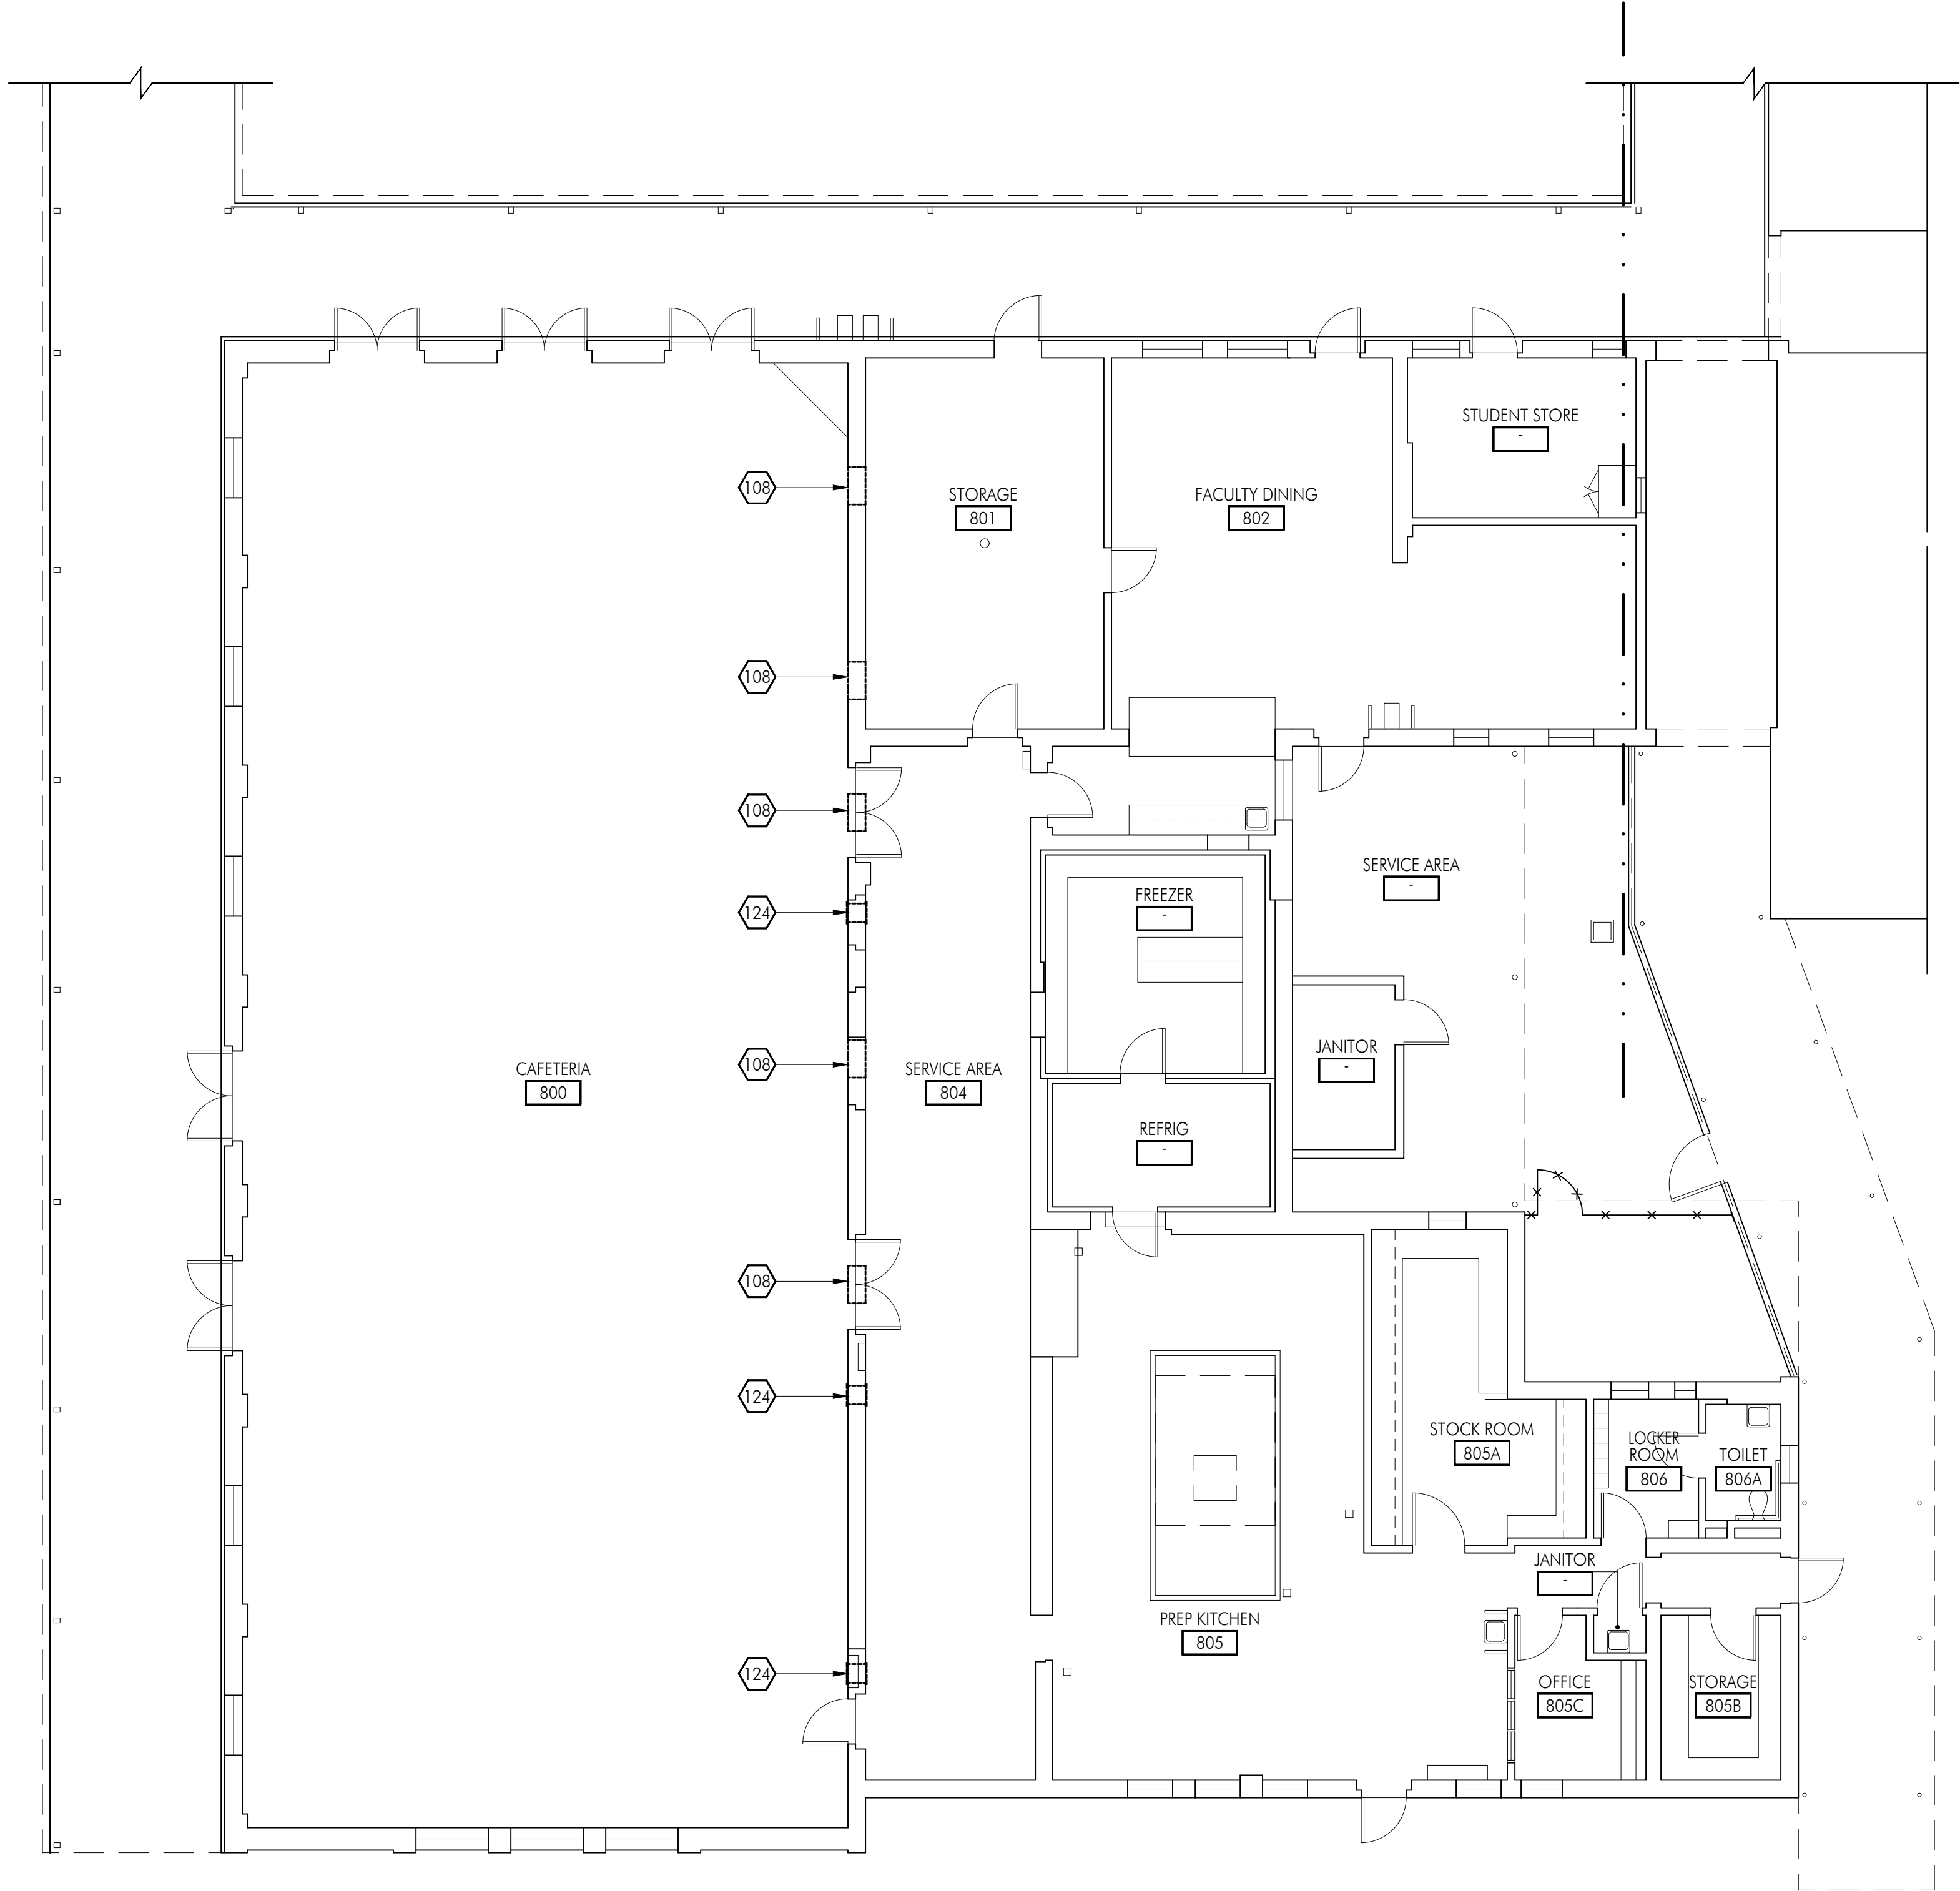 STUDENT STORE
-
108
STORAGE
801
FACULTY DINING
802
108
108
SERVICE AREA
-
FREEZER
-
124
JANITOR
-
108
CAFETERIA
800
SERVICE AREA
804
REFRIG
-
108
124
STOCK ROOM
805A
LOCKER
ROOM
806
TOILET
806A
JANITOR
-
PREP KITCHEN
805
124
OFFICE
805C
STORAGE
805B